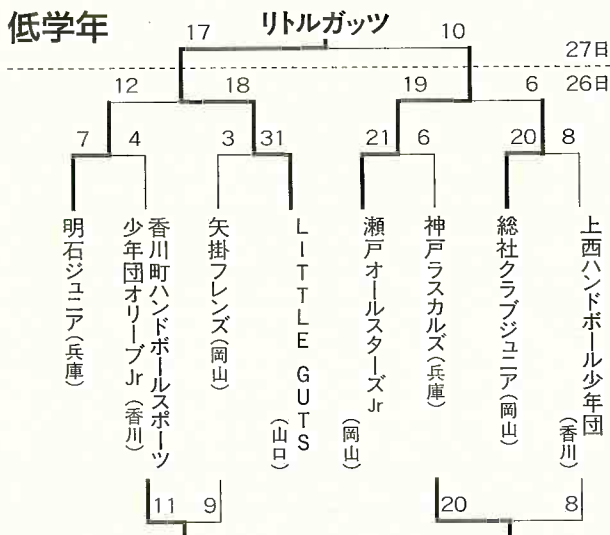 低学年
リトルガッツ
17
10
27日
26日
12
18
19
6
7
4
3
31
21
6
20
8
明石ジュニア(兵庫)
香川町ハンドボールスポーツ
少年団オリーブJr(香川)
矢掛フレンズ(岡山)
LITTLE GUTS
(山口)
瀬戸オールスターズJr
(岡山)
神戸ラスカルズ(兵庫)
総社クラブジュニア(岡山)
上西ハンドボール少年団
(香川)
11
9
20
8